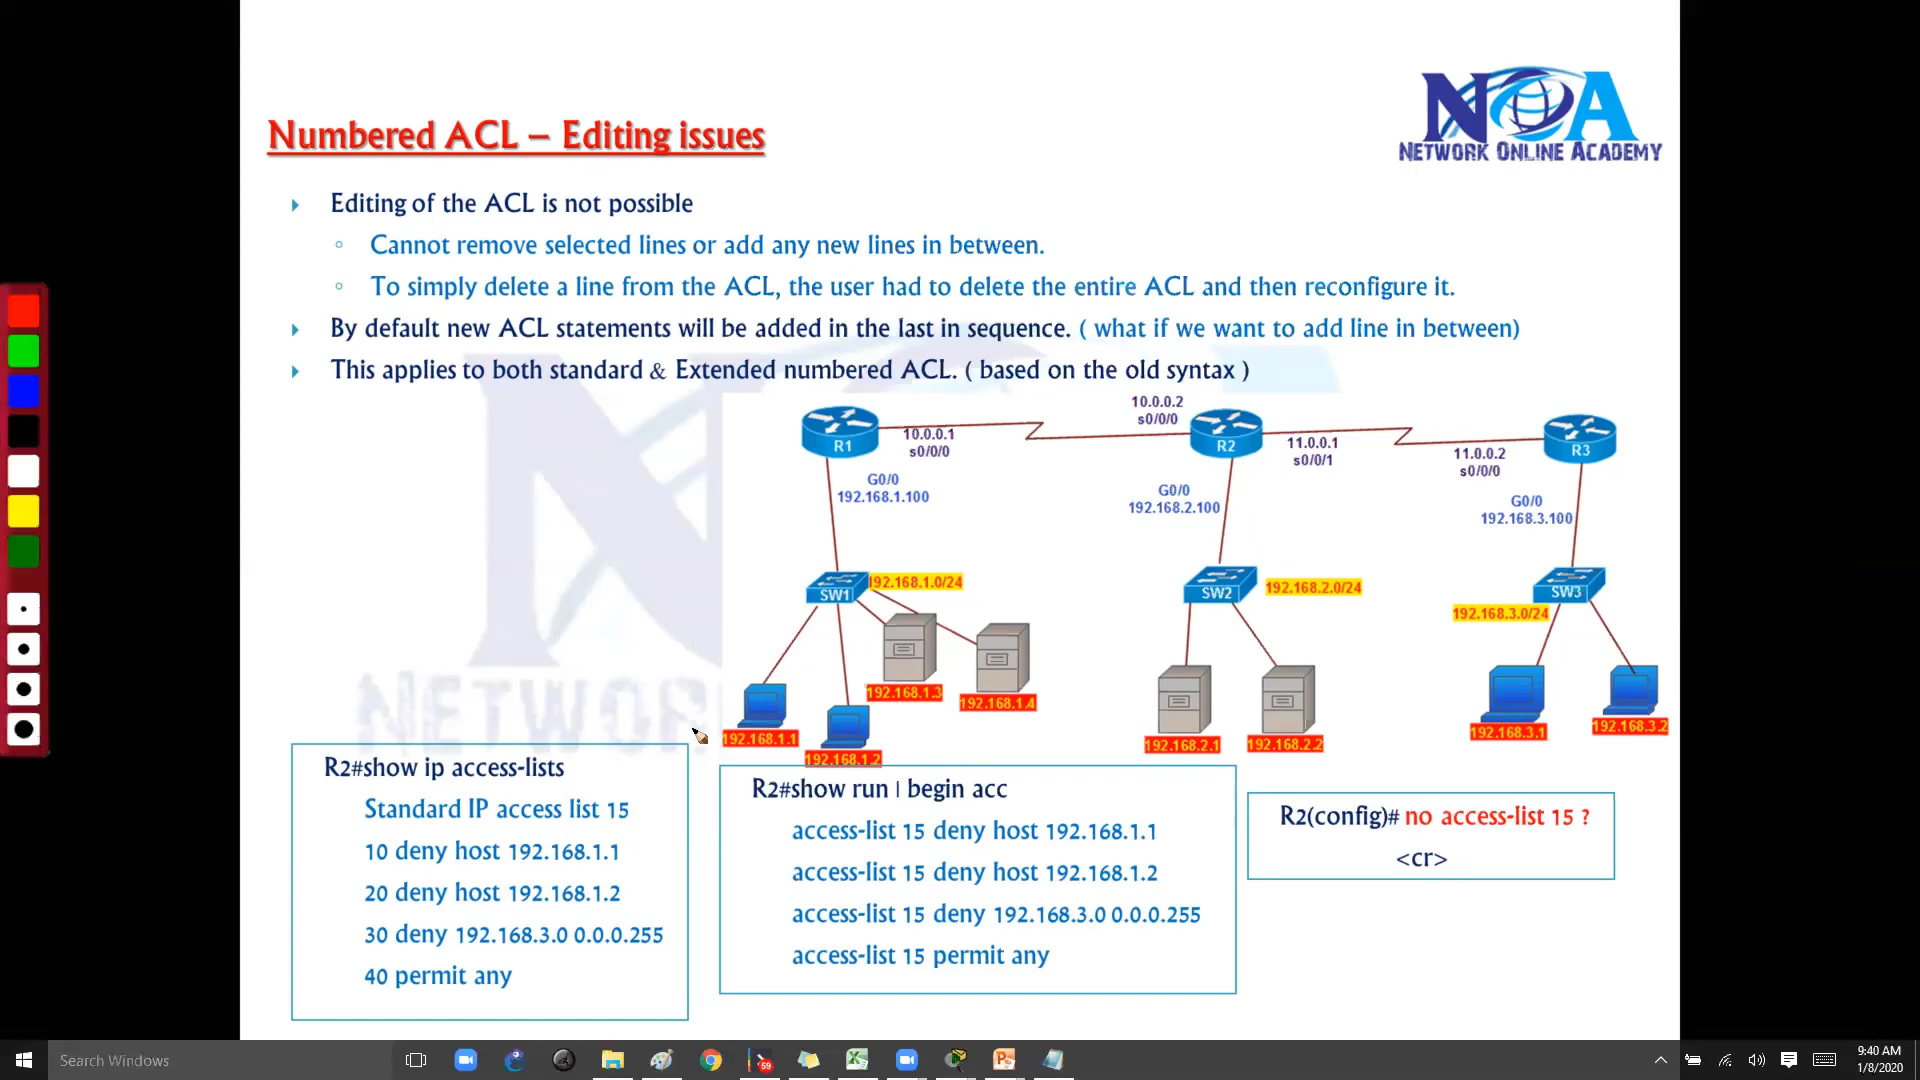 NOA
NETWORK ONLINE ACADEMY
Numbered ACL – Editing issues
Editing of the ACL is not possible
Cannot remove selected lines or add any new lines in between.
To simply delete a line from the ACL, the user had to delete the entire ACL and then reconfigure it.
By default new ACL statements will be added in the last in sequence. ( what if we want to add line in between)
This applies to both standard & Extended numbered ACL. ( based on the old syntax )
10.0.0.2
s0/0/0
R1
10.0.0.1
s0/0/0
R2
11.0.0.1
s0/0/1
11.0.0.2
s0/0/0
R3
G0/0
192.168.1.100
G0/0
192.168.2.100
G0/0
192.168.3.100
SW1
192.168.1.0/24
SW2
192.168.2.0/24
SW3
192.168.3.0/24
192.168.1.3
192.168.1.4
192.168.1.1
192.168.1.2
192.168.2.1
192.168.2.2
192.168.3.1
192.168.3.2
NETWOR
R2#show ip access-lists
Standard IP access list 15
10 deny host 192.168.1.1
20 deny host 192.168.1.2
30 deny 192.168.3.0 0.0.0.255
40 permit any
R2#show run | begin acc
access-list 15 deny host 192.168.1.1
access-list 15 deny host 192.168.1.2
access-list 15 deny 192.168.3.0 0.0.0.255
access-list 15 permit any
R2(config)# no access-list 15 ?
<cr>
Search Windows
59
9:40 AM
1/8/2020